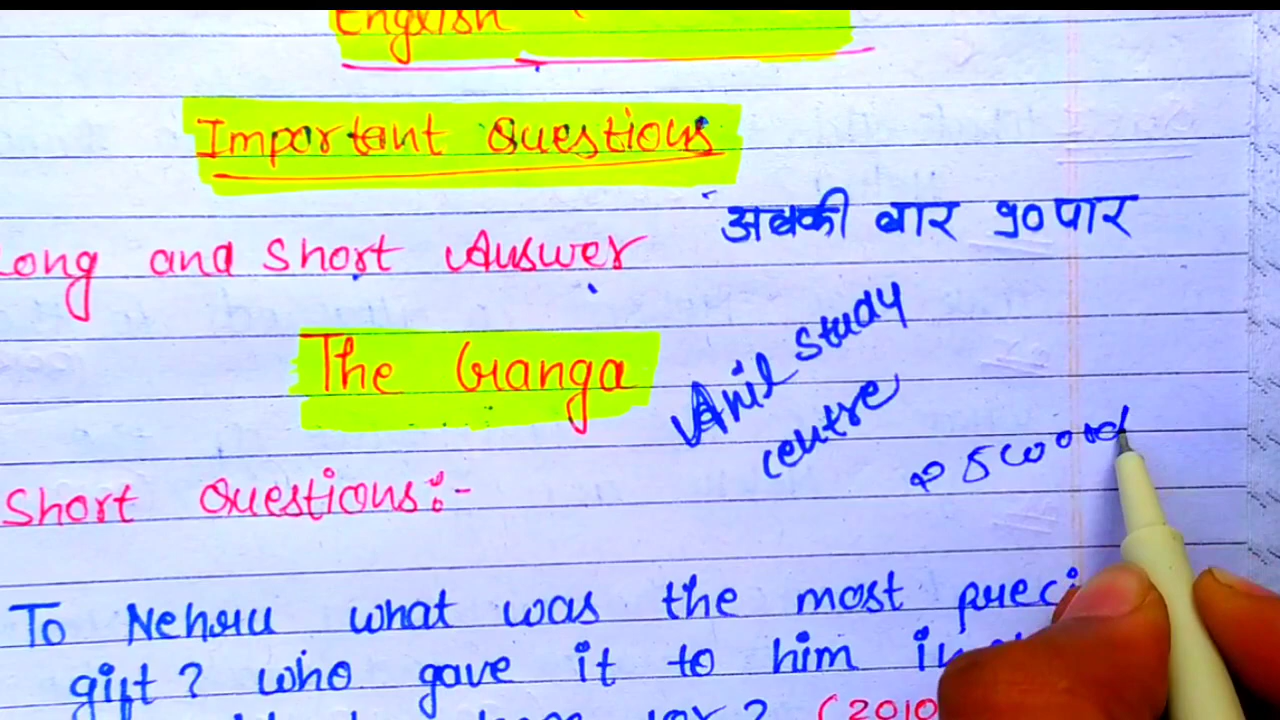 English
Important Questions
अबकी बार 90 पार
Long and Short Answer
The Ganga
Anil Study
centre
Short Questions:-
To Nehru what was the most
gift? who gave it to him
(2010